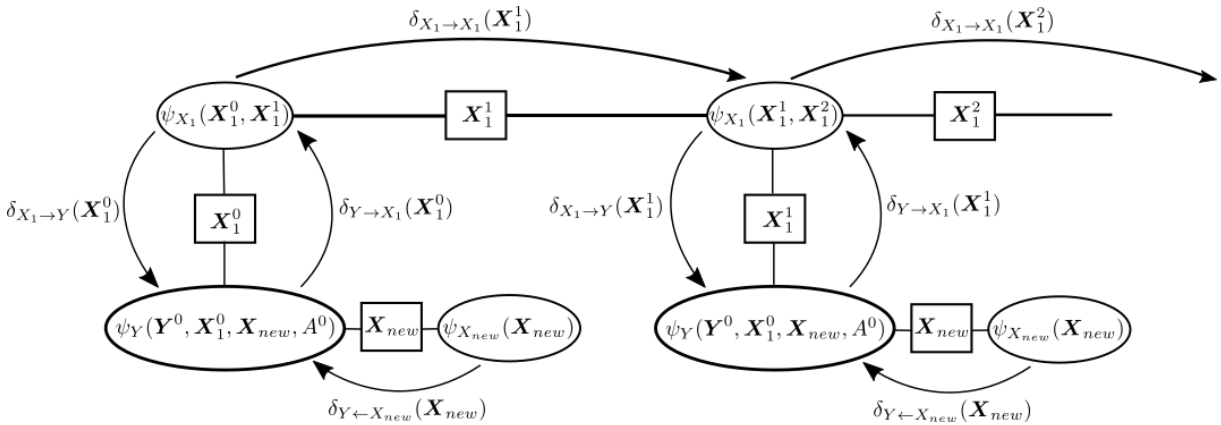 δ_{X_1→X_1}(X_1^1) δ_{X_1→X_1}(X_1^2)
ψ_{X_1}(X_1^0, X_1^1) X_1^1 ψ_{X_1}(X_1^1, X_1^2) X_1^2
δ_{X_1→Y}(X_1^0) X_1^0 δ_{Y→X_1}(X_1^0) δ_{X_1→Y}(X_1^1) X_1^1 δ_{Y→X_1}(X_1^1)
ψ_Y(Y^0, X_1^0, X_{new}, A^0) X_{new} ψ_{X_{new}}(X_{new}) ψ_Y(Y^0, X_1^0, X_{new}, A^0) X_{new} ψ_{X_{new}}(X_{new})
δ_{Y←X_{new}}(X_{new}) δ_{Y←X_{new}}(X_{new})